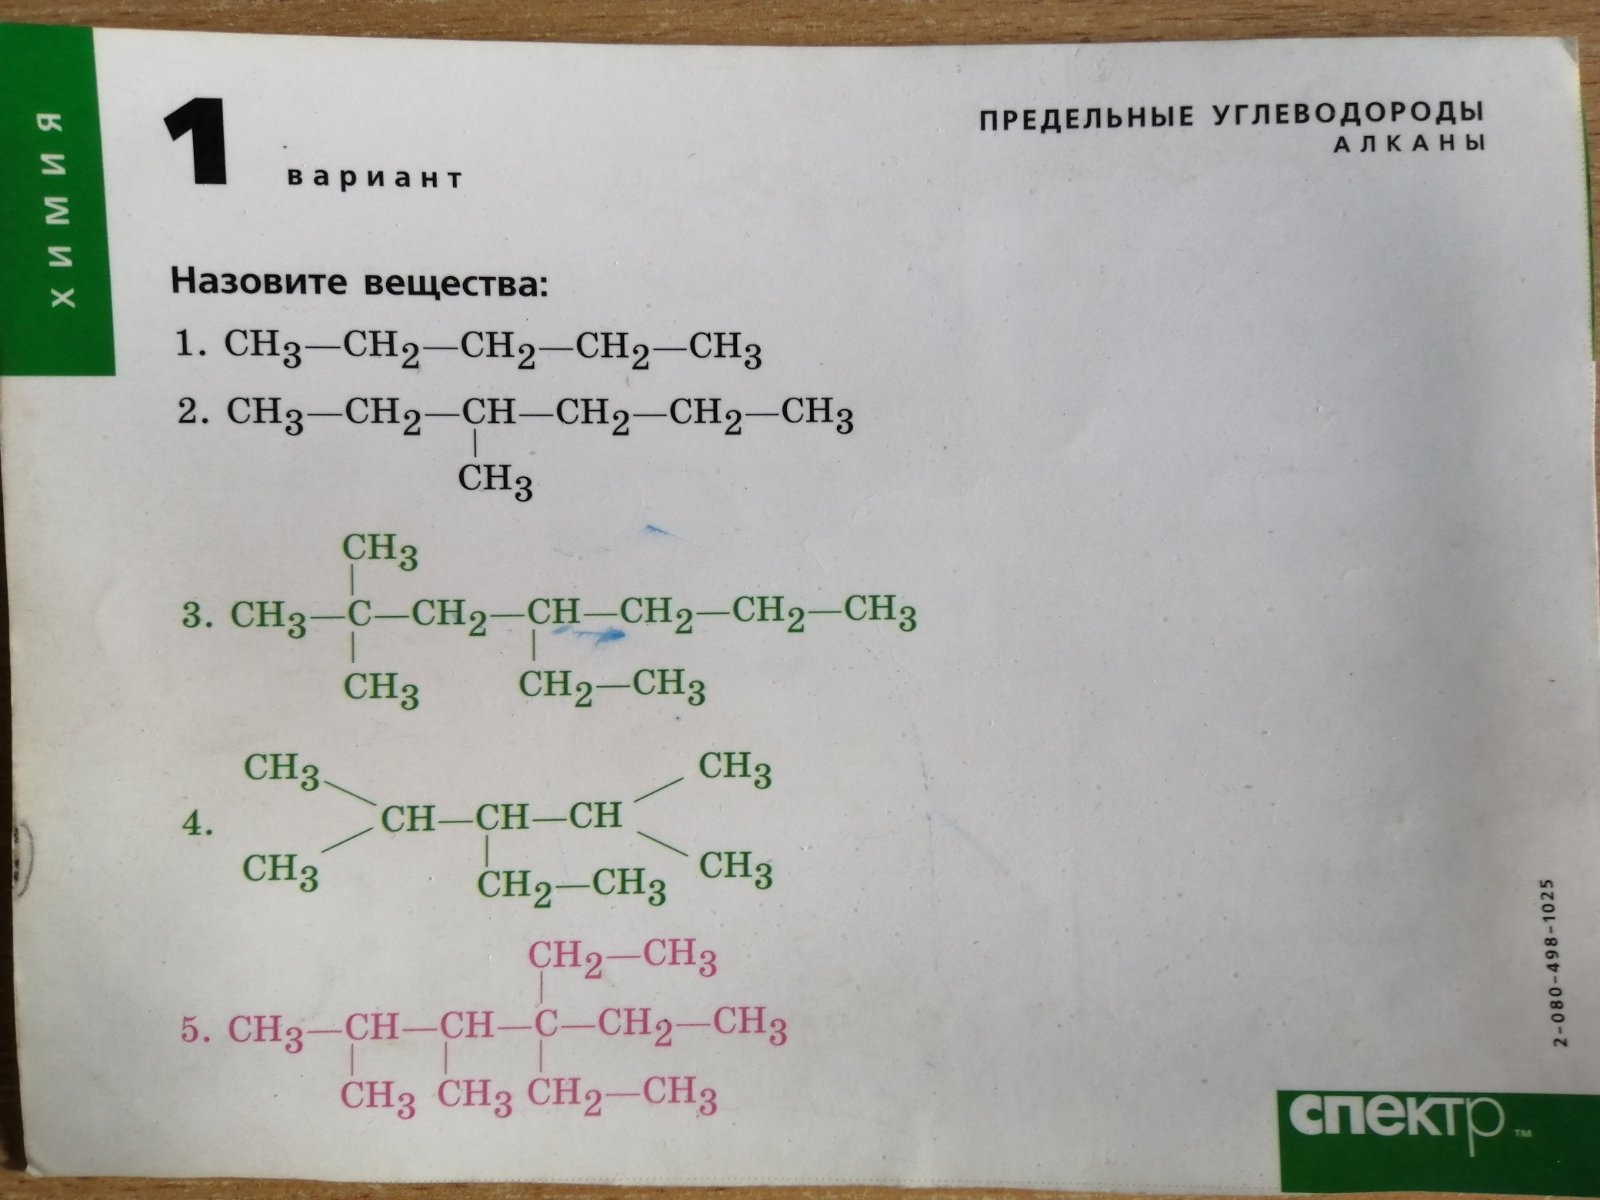 ХИМИЯ
1 вариант
ПРЕДЕЛЬНЫЕ УГЛЕВОДОРОДЫ
АЛКАНЫ
Назовите вещества:
1. CH3—CH2—CH2—CH2—CH3
2. CH3—CH2—CH—CH2—CH2—CH3
CH3
CH3
3. CH3—C—CH2—CH—CH2—CH2—CH3
CH3 CH2—CH3
CH3 CH3
4. CH—CH—CH
CH3 CH2—CH3 CH3
CH2—CH3
5. CH3—CH—CH—C—CH2—CH3
CH3 CH3 CH2—CH3
2-080-498-1025
спектр™